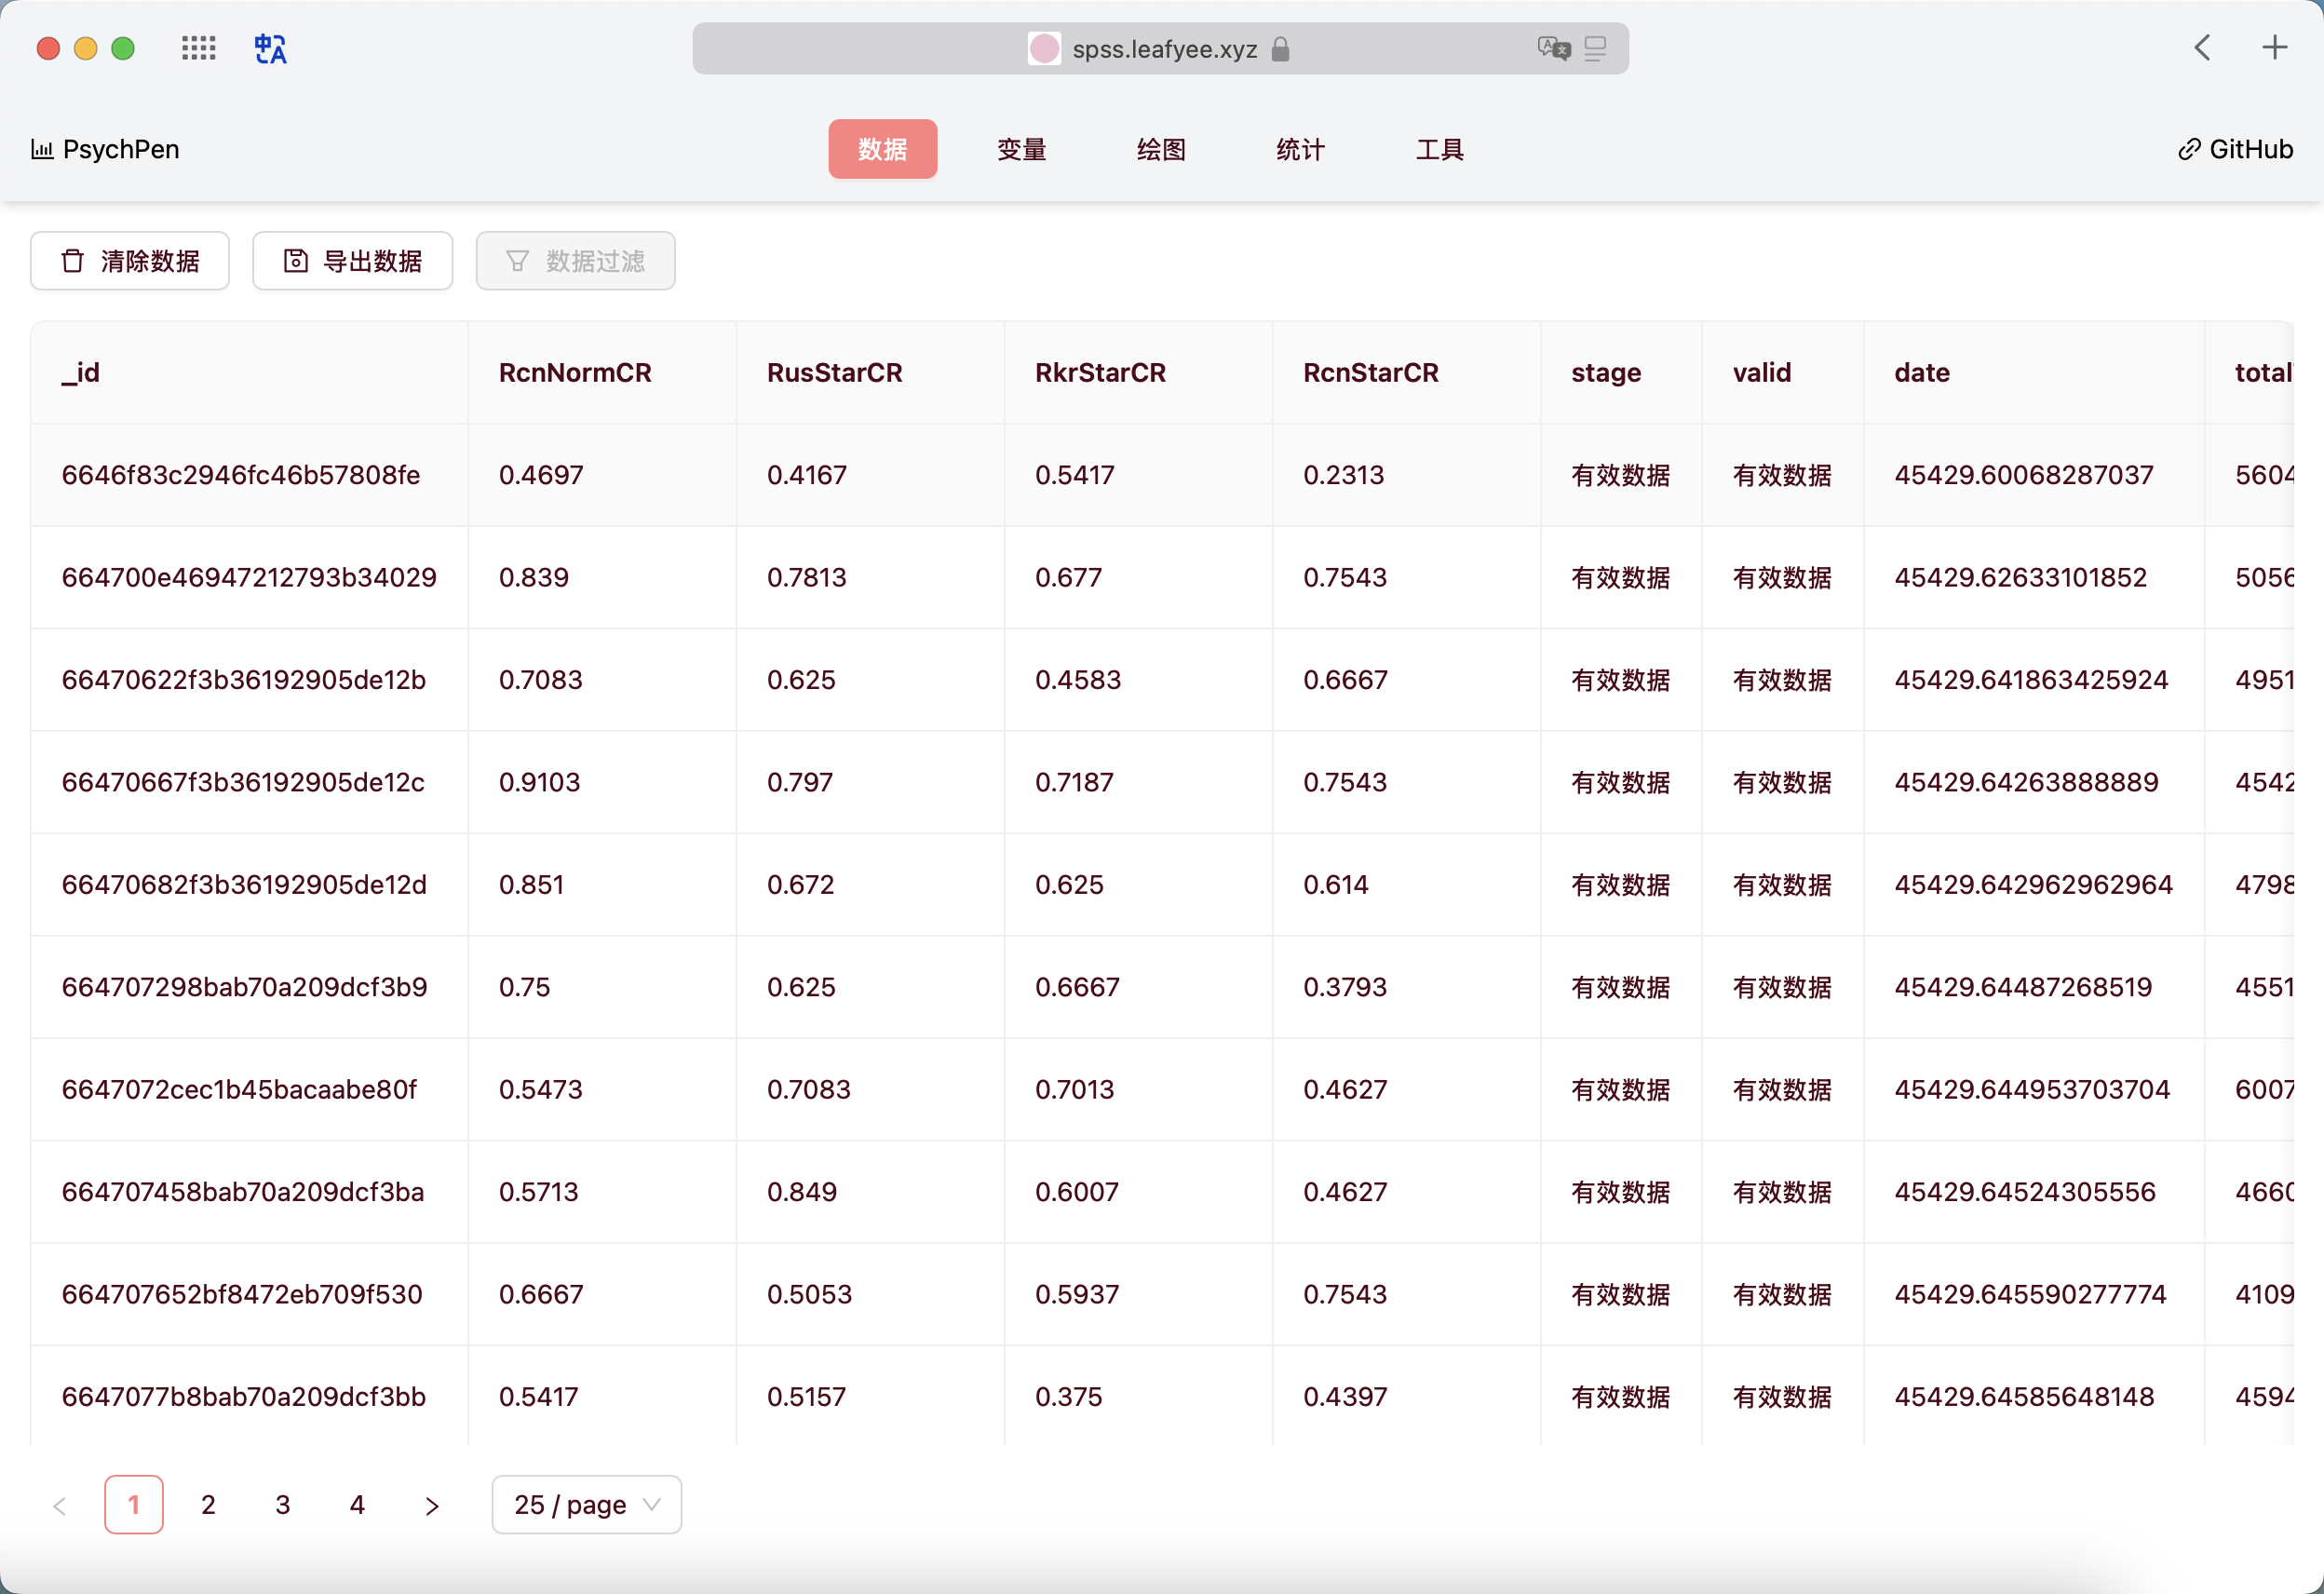 spss.leafyee.xyz
PsychPen 数据 变量 绘图 统计 工具 GitHub
清除数据 导出数据 数据过滤
_id RcnNormCR RusStarCR RkrStarCR RcnStarCR stage valid date total
6646f83c2946fc46b57808fe 0.4697 0.4167 0.5417 0.2313 有效数据 有效数据 45429.60068287037 5604
664700e46947212793b34029 0.839 0.7813 0.677 0.7543 有效数据 有效数据 45429.62633101852 5056
66470622f3b36192905de12b 0.7083 0.625 0.4583 0.6667 有效数据 有效数据 45429.641863425924 4951
66470667f3b36192905de12c 0.9103 0.797 0.7187 0.7543 有效数据 有效数据 45429.64263888889 4542
66470682f3b36192905de12d 0.851 0.672 0.625 0.614 有效数据 有效数据 45429.642962962964 4798
664707298bab70a209dcf3b9 0.75 0.625 0.6667 0.3793 有效数据 有效数据 45429.64487268519 4551
6647072cec1b45bacaabe80f 0.5473 0.7083 0.7013 0.4627 有效数据 有效数据 45429.644953703704 6007
664707458bab70a209dcf3ba 0.5713 0.849 0.6007 0.4627 有效数据 有效数据 45429.64524305556 4660
664707652bf8472eb709f530 0.6667 0.5053 0.5937 0.7543 有效数据 有效数据 45429.645590277774 4109
6647077b8bab70a209dcf3bb 0.5417 0.5157 0.375 0.4397 有效数据 有效数据 45429.64585648148 4594
1 2 3 4 25 / page